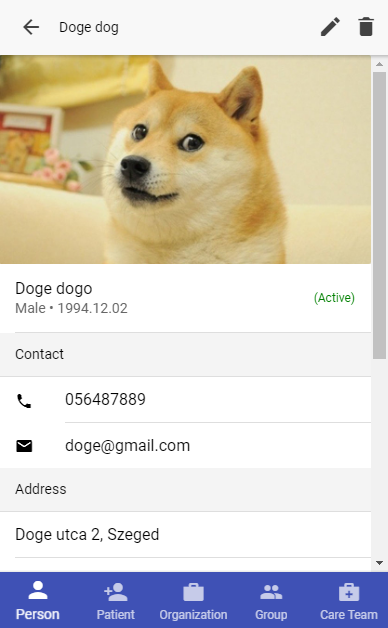 Doge dog
Doge dogo
(Active)
Male • 1994.12.02
Contact
056487889
doge@gmail.com
Address
Doge utca 2, Szeged
Person
Patient
Organization
Group
Care Team